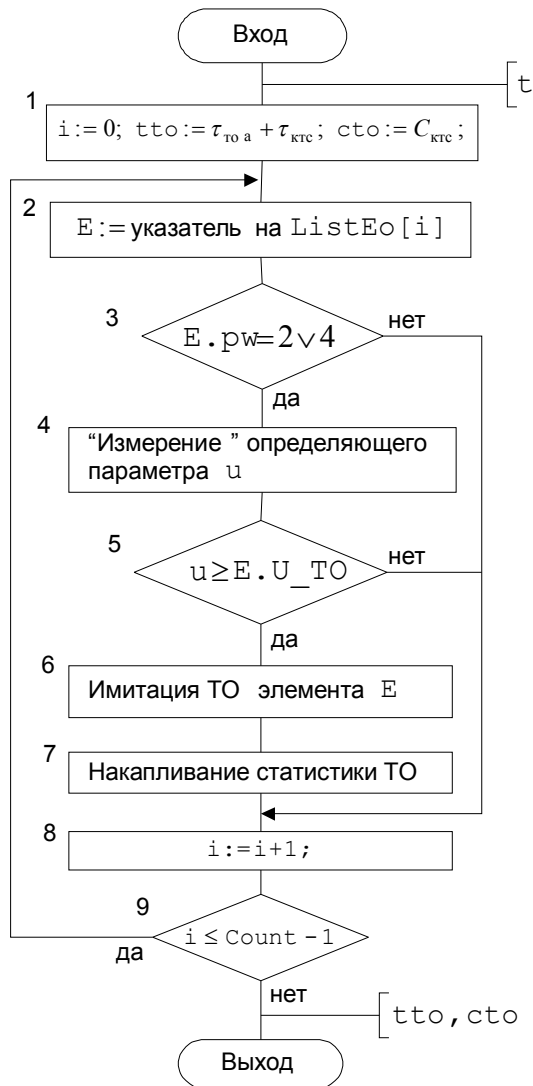 Вход
t
1
i:= 0; tto:= τто а + τктс; cto:= Cктс;
2
E:= указатель на ListEo[i]
3
E.pw=2∨4
нет
да
4
“Измерение ” определяющего
параметра u
5
u≥E.U_TO
нет
да
6
Имитация ТО элемента E
7
Накапливание статистики ТО
8
i:=i+1;
9
i ≤ Count - 1
да
нет
tto,cto
Выход